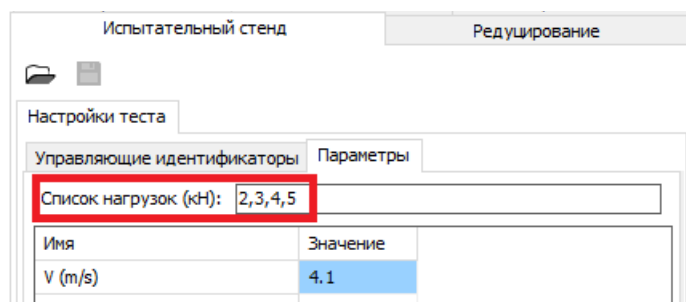 Испытательный стенд Редуцирование
Настройки теста
Управляющие идентификаторы Параметры
Список нагрузок (кН): 2,3,4,5
Имя Значение
V (m/s) 4.1